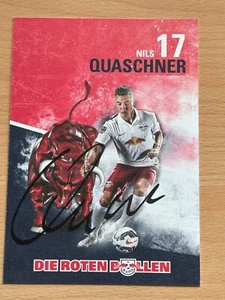 NILS 17
QUASCHNER
DIE ROTEN BULLEN